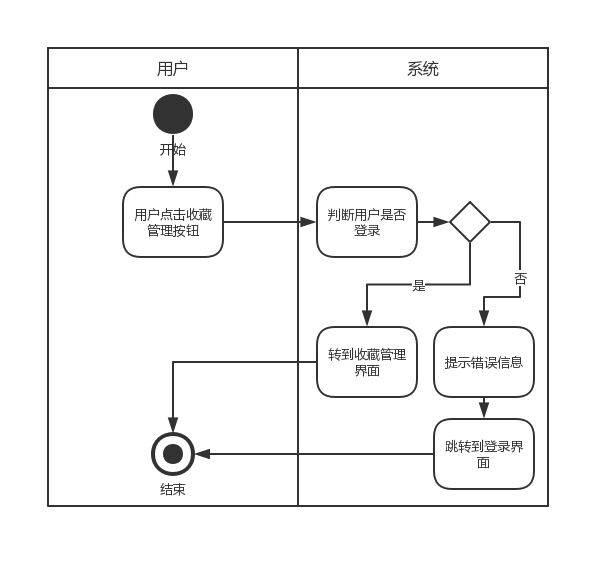 用户
系统
开始
用户点击收藏
管理按钮
判断用户是否
登录
是
否
转到收藏管理
界面
提示错误信息
跳转到登录界
面
结束